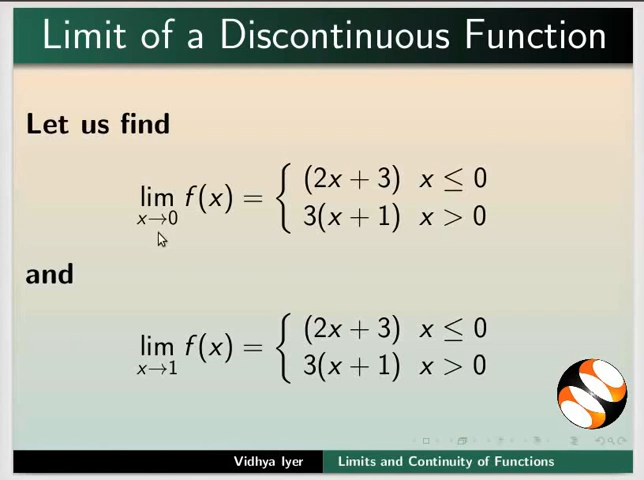 Limit of a Discontinuous Function
Let us find
lim x→0 f(x) = { (2x + 3) x ≤ 0
3(x + 1) x > 0
and
lim x→1 f(x) = { (2x + 3) x ≤ 0
3(x + 1) x > 0
Vidhya Iyer Limits and Continuity of Functions